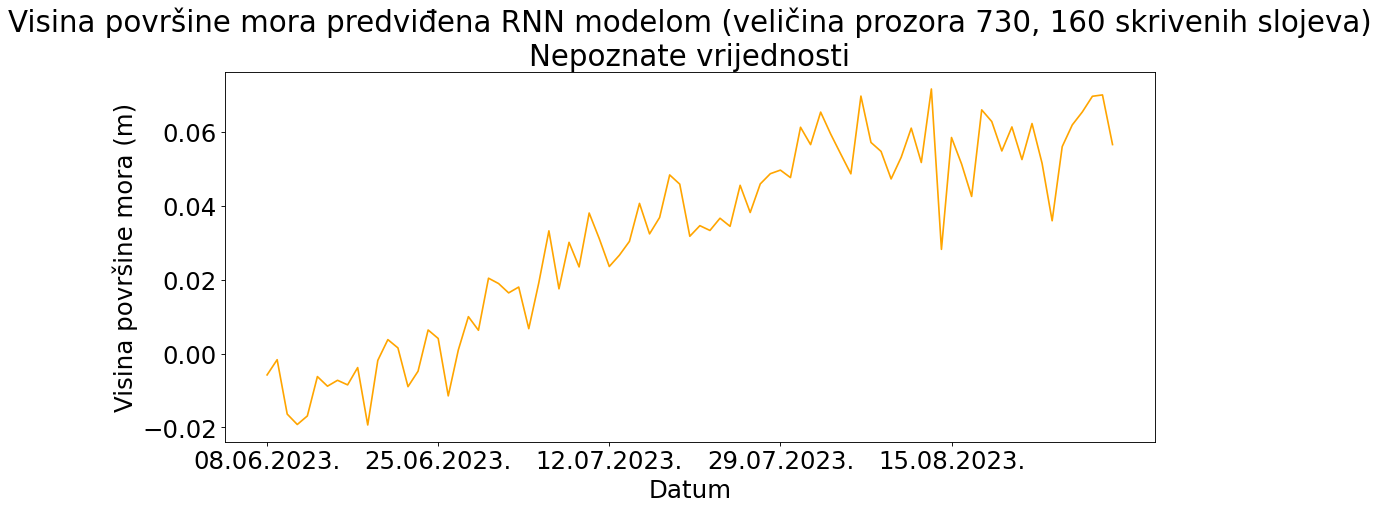 Visina površine mora predviđena RNN modelom (veličina prozora 730, 160 skrivenih slojeva)
Nepoznate vrijednosti
Visina površine mora (m)
0.06
0.04
0.02
0.00
−0.02
08.06.2023. 25.06.2023. 12.07.2023. 29.07.2023. 15.08.2023.
Datum